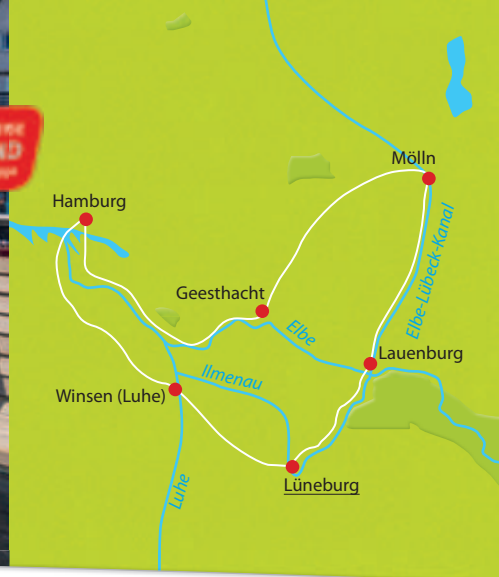 Mölln
Hamburg
Elbe-Lübeck-Kanal
Geesthacht
Elbe
Lauenburg
Ilmenau
Winsen (Luhe)
Luhe
Lüneburg